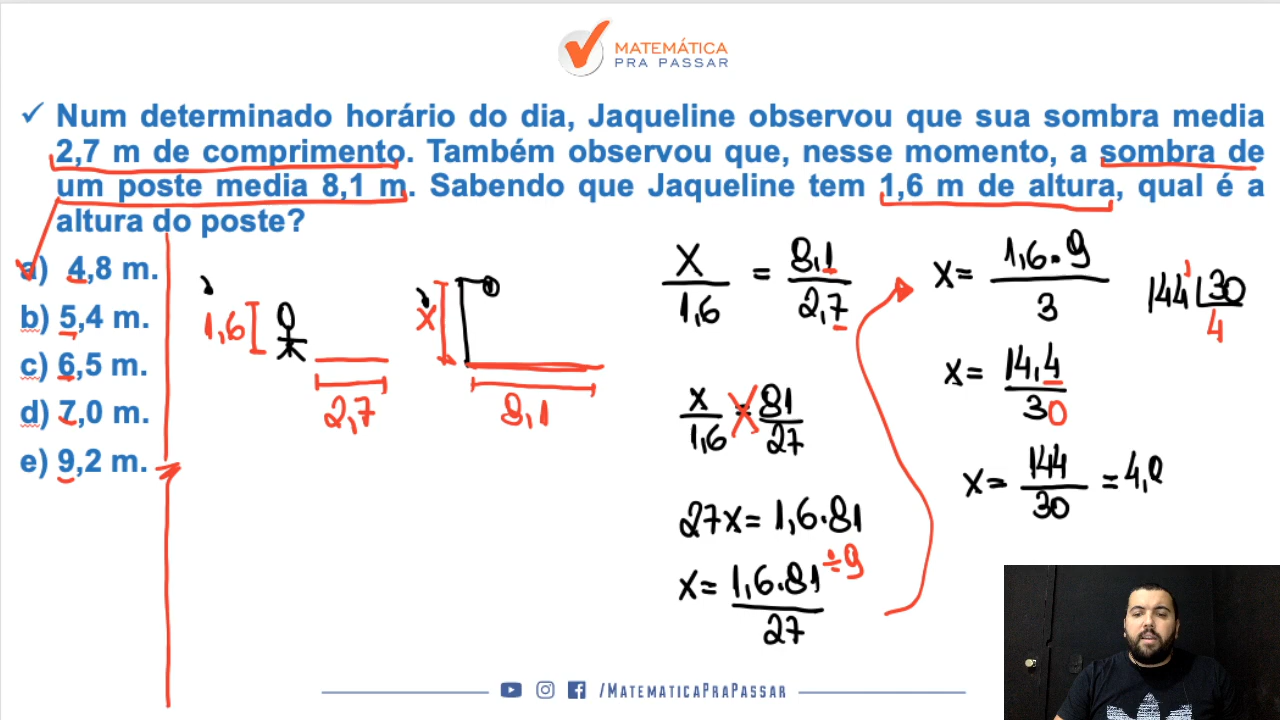 MATEMÁTICA
PRA PASSAR
✓ Num determinado horário do dia, Jaqueline observou que sua sombra media
2,7 m de comprimento. Também observou que, nesse momento, a sombra de
um poste media 8,1 m. Sabendo que Jaqueline tem 1,6 m de altura, qual é a
altura do poste?
a) 4,8 m.
b) 5,4 m.
c) 6,5 m.
d) 7,0 m.
e) 9,2 m.
1,6
2,7
x
8,1
x/1,6 = 8,1/2,7
x/1,6 = 81/27
27x = 1,6.81
x = 1,6.81/27 ÷9
x = 1,6.9/3
x = 14,4/30
x = 144/30 = 4,
144' 30
4
/MatematicaPraPassar